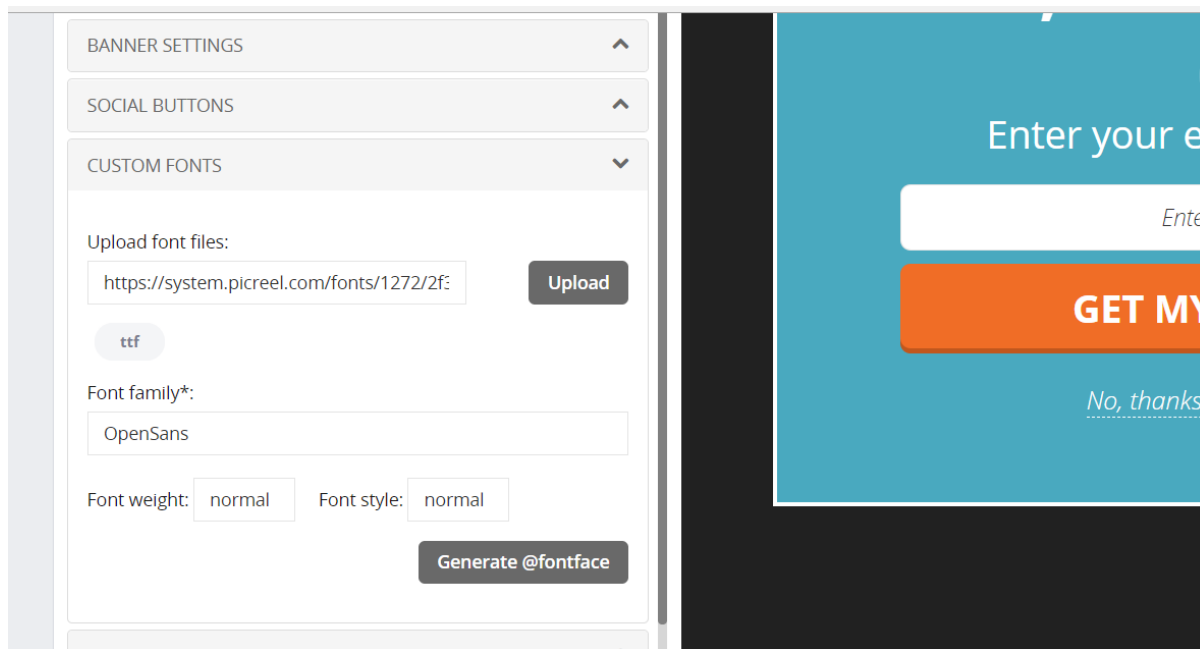 BANNER SETTINGS
SOCIAL BUTTONS
CUSTOM FONTS
Upload font files:
https://system.picreel.com/fonts/1272/2f3
Upload
ttf
Font family*:
OpenSans
Font weight: normal Font style: normal
Generate @fontface
Enter your e
Ente
GET MY
No, thanks